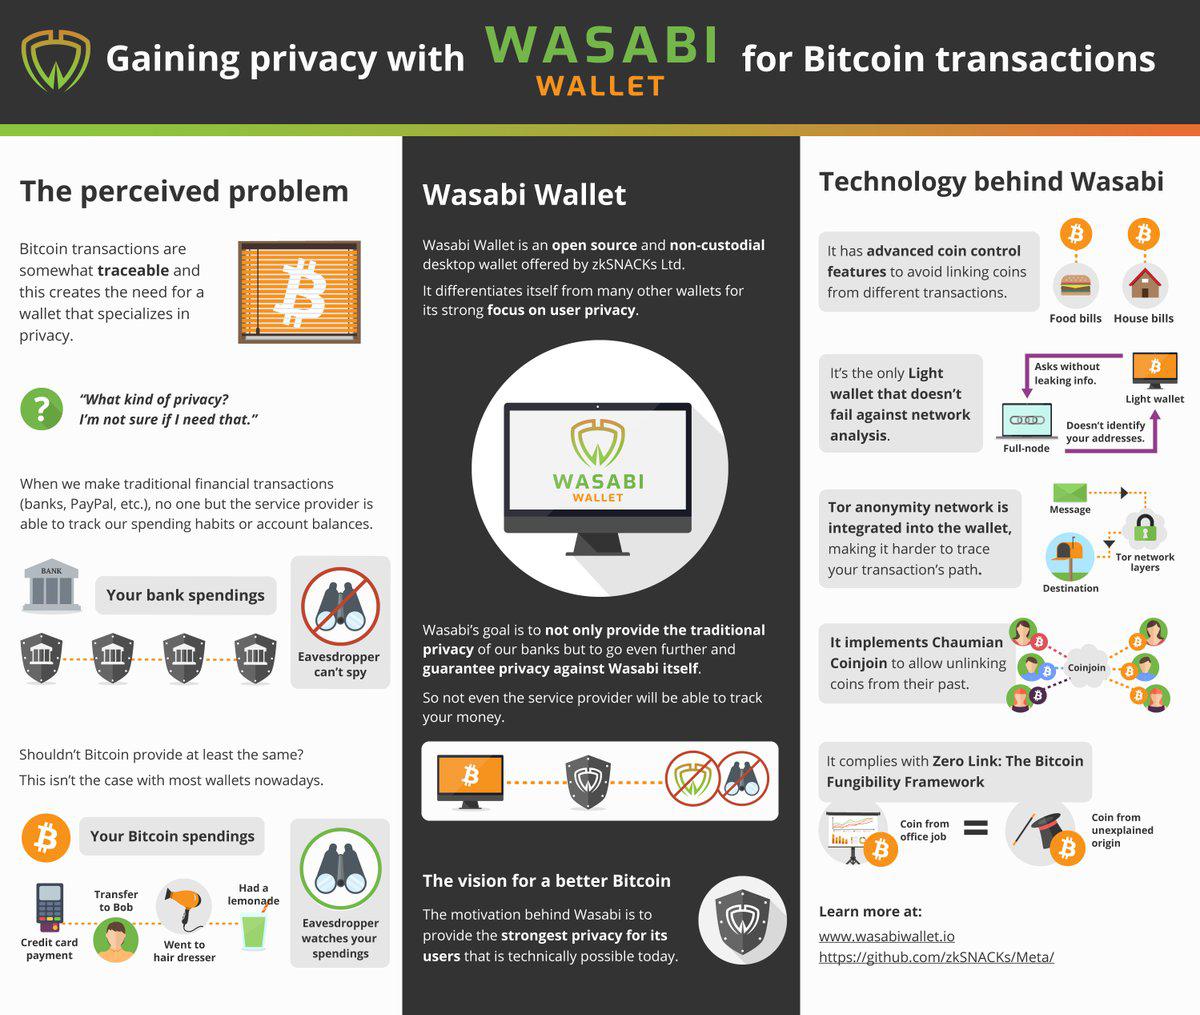 Gaining privacy with WASABI WALLET for Bitcoin transactions
The perceived problem
Bitcoin transactions are
somewhat traceable and
this creates the need for a
wallet that specializes in
privacy.
?
“What kind of privacy?
I’m not sure if I need that.”
When we make traditional financial transactions
(banks, PayPal, etc.), no one but the service provider is
able to track our spending habits or account balances.
BANK
Your bank spendings
Eavesdropper
can’t spy
Shouldn’t Bitcoin provide at least the same?
This isn’t the case with most wallets nowadays.
Your Bitcoin spendings
Credit card
payment
Transfer
to Bob
Went to
hair dresser
Had a
lemonade
Eavesdropper
watches your
spendings
Wasabi Wallet
Wasabi Wallet is an open source and non-custodial
desktop wallet offered by zkSNACKs Ltd.
It differentiates itself from many other wallets for
its strong focus on user privacy.
WASABI
WALLET
Wasabi’s goal is to not only provide the traditional
privacy of our banks but to go even further and
guarantee privacy against Wasabi itself.
So not even the service provider will be able to track
your money.
The vision for a better Bitcoin
The motivation behind Wasabi is to
provide the strongest privacy for its
users that is technically possible today.
Technology behind Wasabi
It has advanced coin control
features to avoid linking coins
from different transactions.
Food bills
House bills
It’s the only Light
wallet that doesn’t
fail against network
analysis.
Asks without
leaking info.
Light wallet
Doesn’t identify
your addresses.
Full-node
Tor anonymity network is
integrated into the wallet,
making it harder to trace
your transaction’s path.
Message
Tor network
layers
Destination
It implements Chaumian
Coinjoin to allow unlinking
coins from their past.
Coinjoin
It complies with Zero Link: The Bitcoin
Fungibility Framework
Coin from
office job
=
Coin from
unexplained
origin
Learn more at:
www.wasabiwallet.io
https://github.com/zkSNACKs/Meta/